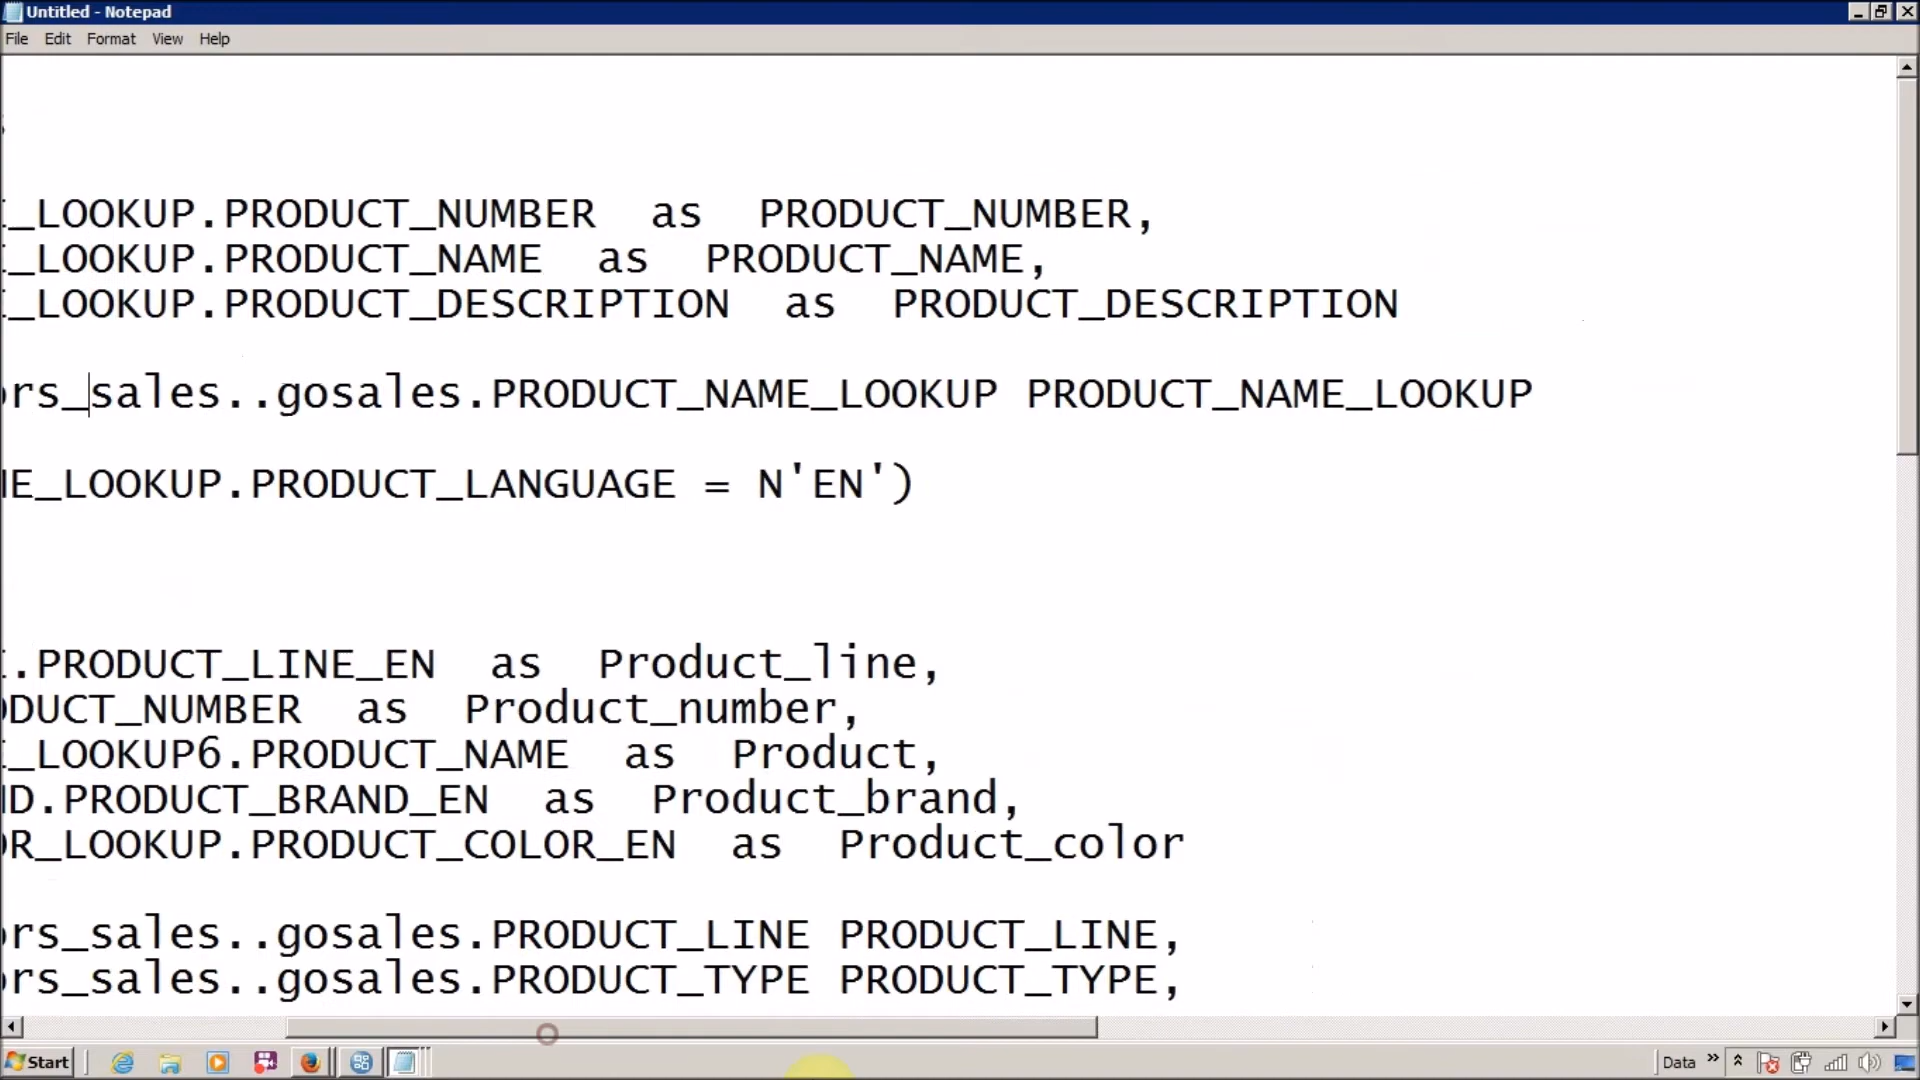 Untitled - Notepad
File Edit Format View Help
_LOOKUP.PRODUCT_NUMBER as PRODUCT_NUMBER,
_LOOKUP.PRODUCT_NAME as PRODUCT_NAME,
_LOOKUP.PRODUCT_DESCRIPTION as PRODUCT_DESCRIPTION
rs_sales..gosales.PRODUCT_NAME_LOOKUP PRODUCT_NAME_LOOKUP
E_LOOKUP.PRODUCT_LANGUAGE = N'EN')
.PRODUCT_LINE_EN as Product_line,
DUCT_NUMBER as Product_number,
_LOOKUP6.PRODUCT_NAME as Product,
D.PRODUCT_BRAND_EN as Product_brand,
R_LOOKUP.PRODUCT_COLOR_EN as Product_color
rs_sales..gosales.PRODUCT_LINE PRODUCT_LINE,
rs_sales..gosales.PRODUCT_TYPE PRODUCT_TYPE,
Start
Data